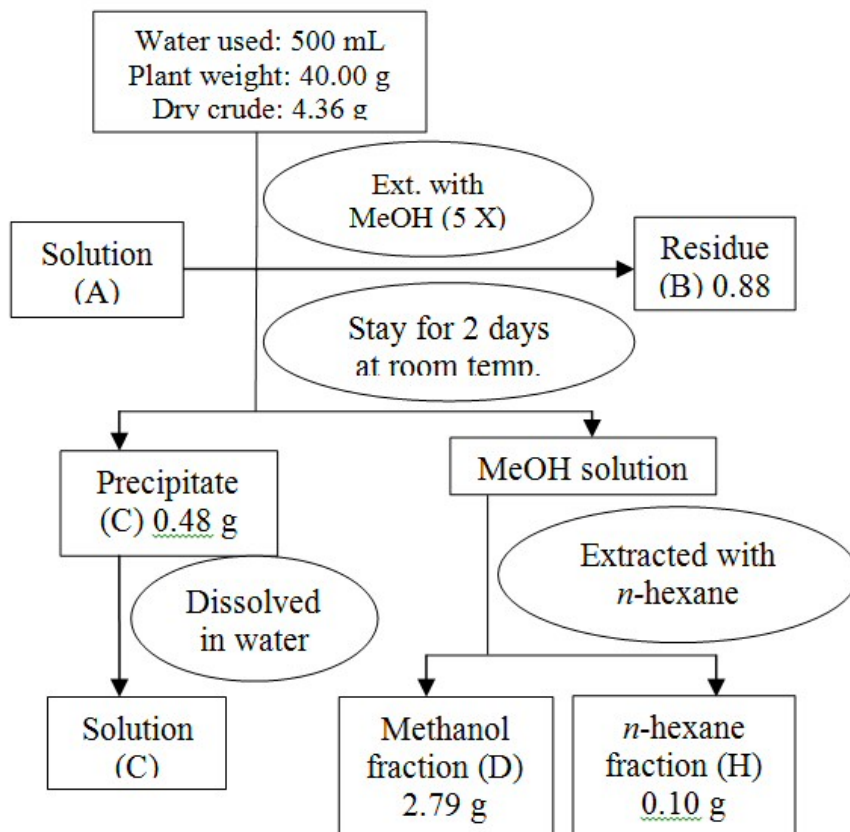 Water used: 500 mL
Plant weight: 40.00 g
Dry crude: 4.36 g
Ext. with
MeOH (5 X)
Solution
(A)
Residue
(B) 0.88
Stay for 2 days
at room temp.
Precipitate
(C) 0.48 g
MeOH solution
Dissolved
in water
Extracted with
n-hexane
Solution
(C)
Methanol
fraction (D)
2.79 g
n-hexane
fraction (H)
0.10 g